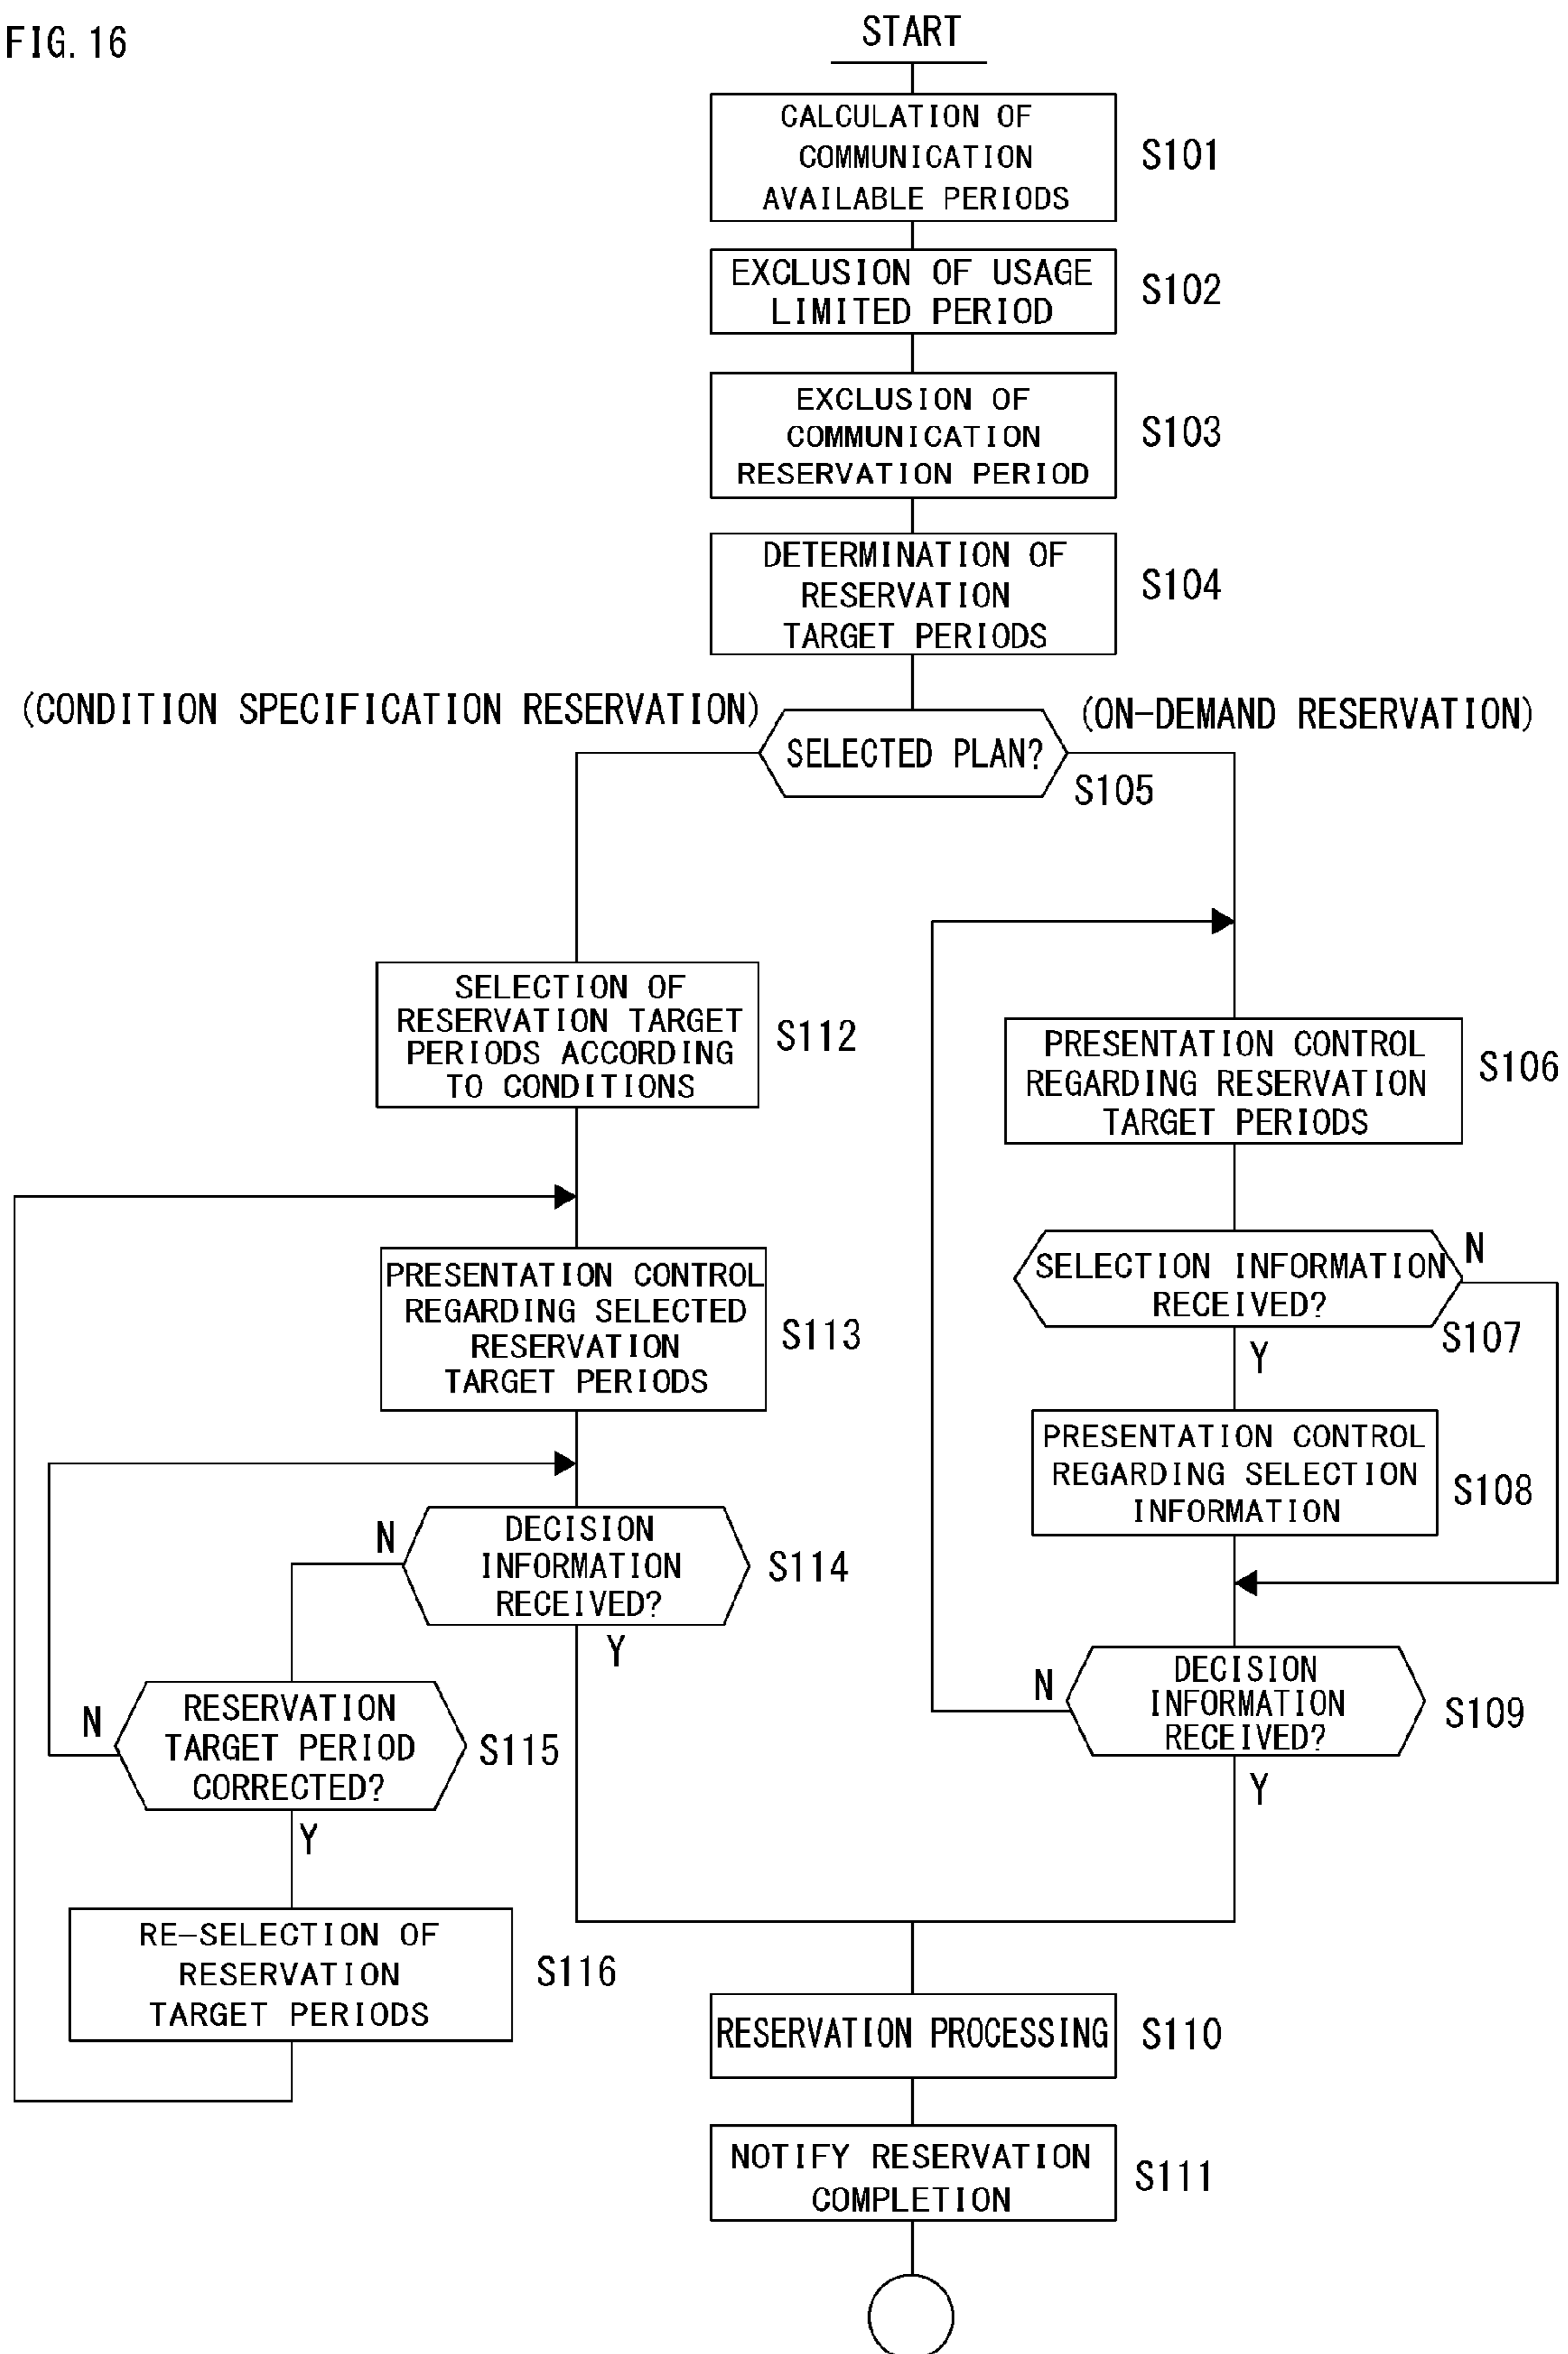 FIG. 16
START
CALCULATION OF
COMMUNICATION
AVAILABLE PERIODS
S101
EXCLUSION OF USAGE
LIMITED PERIOD
S102
EXCLUSION OF
COMMUNICATION
RESERVATION PERIOD
S103
DETERMINATION OF
RESERVATION
TARGET PERIODS
S104
(CONDITION SPECIFICATION RESERVATION)
(ON-DEMAND RESERVATION)
SELECTED PLAN?
S105
SELECTION OF
RESERVATION TARGET
PERIODS ACCORDING
TO CONDITIONS
S112
PRESENTATION CONTROL
REGARDING RESERVATION
TARGET PERIODS
S106
PRESENTATION CONTROL
REGARDING SELECTED
RESERVATION
TARGET PERIODS
S113
SELECTION INFORMATION
RECEIVED?
N
S107
Y
PRESENTATION CONTROL
REGARDING SELECTION
INFORMATION
S108
N
DECISION
INFORMATION
RECEIVED?
S114
Y
N
DECISION
INFORMATION
RECEIVED?
S109
Y
N
RESERVATION
TARGET PERIOD
CORRECTED?
S115
Y
RE-SELECTION OF
RESERVATION
TARGET PERIODS
S116
RESERVATION PROCESSING
S110
NOTIFY RESERVATION
COMPLETION
S111